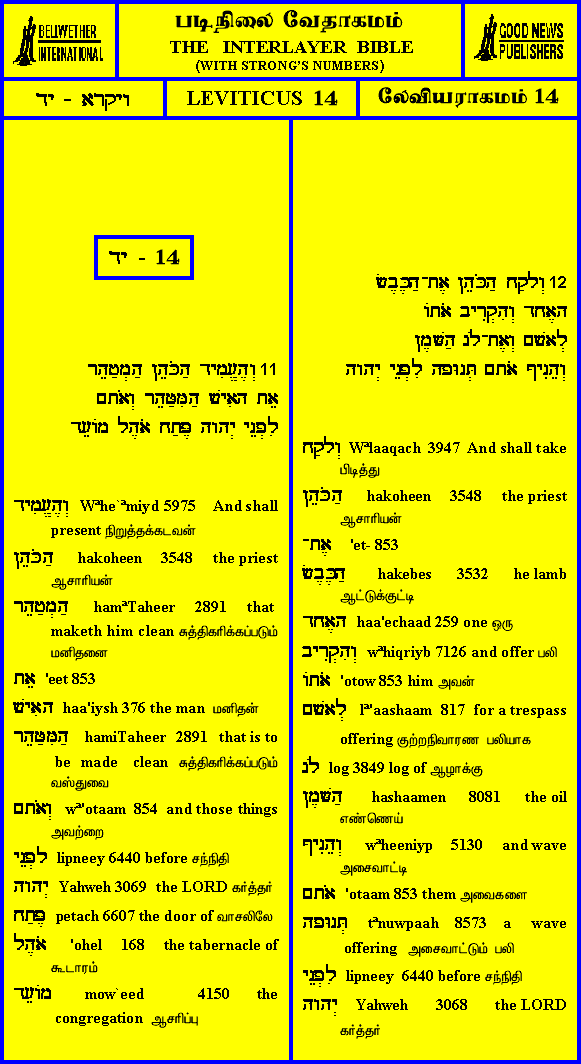 BELLWETHER
INTERNATIONAL
படிநிலை வேதாகமம்
THE INTERLAYER BIBLE
(WITH STRONG'S NUMBERS)
GOOD NEWS
PUBLISHERS
ויקרא - יד
LEVITICUS 14
லேவியராகமம் 14
יד - 14
11 וְהֶעֱמִיד הַכֹּהֵן הַמְטַהֵר
אֵת הָאִישׁ הַמִּטַּהֵר וְאֹתָם
לִפְנֵי יְהוָה פֶּתַח אֹהֶל מוֹעֵד
וְהֶעֱמִיד Wªhe`ªmiyd 5975 And shall
present நிறுத்தக்கடவன்
הַכֹּהֵן hakoheen 3548 the priest
ஆசாரியன்
הַמְטַהֵר hamªTaheer 2891 that
maketh him clean சுத்திகரிக்கப்படும்
மனிதனை
אֵת 'eet 853
הָאִישׁ haa'iysh 376 the man மனிதன்
הַמִּטַּהֵר hamiTaheer 2891 that is to
be made clean சுத்திகரிக்கப்படும்
வஸ்துவை
וְאֹתָם wª'otaam 854 and those things
அவற்றை
לִפְנֵי lipneey 6440 before சந்நிதி
יְהוָה Yahweh 3069 the LORD கர்த்தர்
פֶּתַח petach 6607 the door of வாசலிலே
אֹהֶל 'ohel 168 the tabernacle of
கூடாரம்
מוֹעֵד mow`eed 4150 the
congregation ஆசரிப்பு
12 וְלָקַח הַכֹּהֵן אֶת־הַכֶּבֶשׂ
הָאֶחָד וְהִקְרִיב אֹתוֹ
לְאָשָׁם וְאֶת־לֹג הַשָּׁמֶן
וְהֵנִיף אֹתָם תְּנוּפָה לִפְנֵי יְהוָה
וְלָקַח Wªlaaqach 3947 And shall take
பிடித்து
הַכֹּהֵן hakoheen 3548 the priest
ஆசாரியன்
אֶת־ 'et- 853
הַכֶּבֶשׂ hakebes 3532 he lamb
ஆட்டுக்குட்டி
הָאֶחָד haa'echaad 259 one ஒரு
וְהִקְרִיב wªhiqriyb 7126 and offer பலி
אֹתוֹ 'otow 853 him அவன்
לְאָשָׁם lª'aashaam 817 for a trespass
offering குற்றநிவாரண பலியாக
לֹג log 3849 log of ஆழாக்கு
הַשָּׁמֶן hashaamen 8081 the oil
எண்ணெய்
וְהֵנִיף wªheeniyp 5130 and wave
அசைவாட்டி
אֹתָם 'otaam 853 them அவைகளை
תְּנוּפָה tªnuwpaah 8573 a wave
offering அசைவாட்டும் பலி
לִפְנֵי lipneey 6440 before சந்நிதி
יְהוָה Yahweh 3068 the LORD
கர்த்தர்